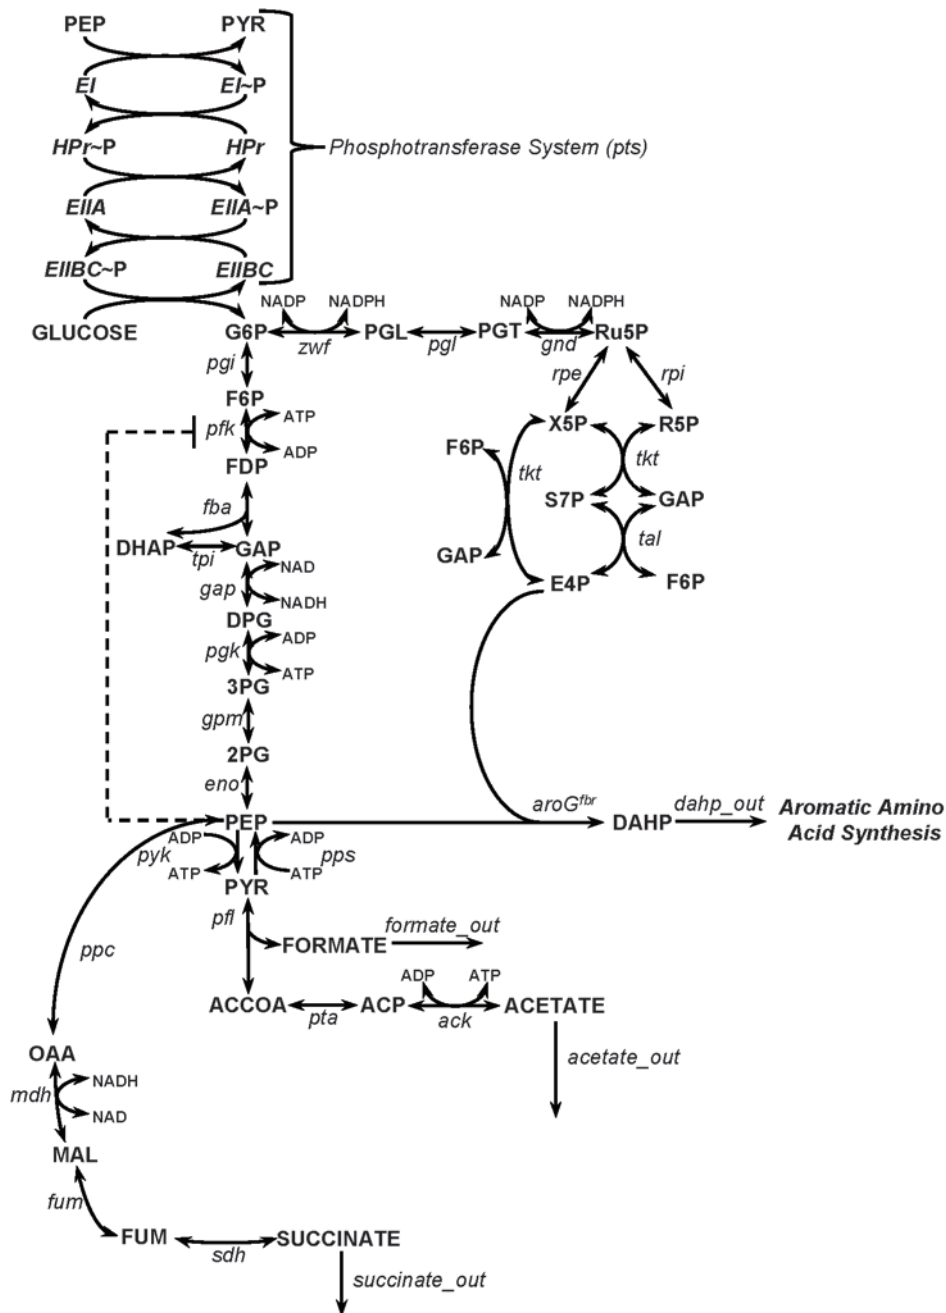 PEP PYR
EI EI~P
HPr~P HPr Phosphotransferase System (pts)
EIIA EIIA~P
EIIBC~P EIIBC
NADP NADPH NADP NADPH
GLUCOSE G6P PGL PGT Ru5P
zwf pgl gnd
pgi rpe rpi
F6P
ATP
pfk X5P R5P
ADP F6P
FDP tkt tkt
fba S7P GAP
DHAP GAP GAP tal
tpi
NAD
gap E4P F6P
NADH
DPG
ADP
pgk
ATP
3PG
gpm
2PG
eno
aroGfbr dahp_out
PEP DAHP Aromatic Amino
Acid Synthesis
ADP ADP
pyk pps
ATP ATP
PYR
pfl
formate_out
FORMATE
ppc
ADP ATP
ACCOA ACP ACETATE
pta ack
OAA acetate_out
NADH
mdh
NAD
MAL
fum
FUM SUCCINATE
sdh
succinate_out